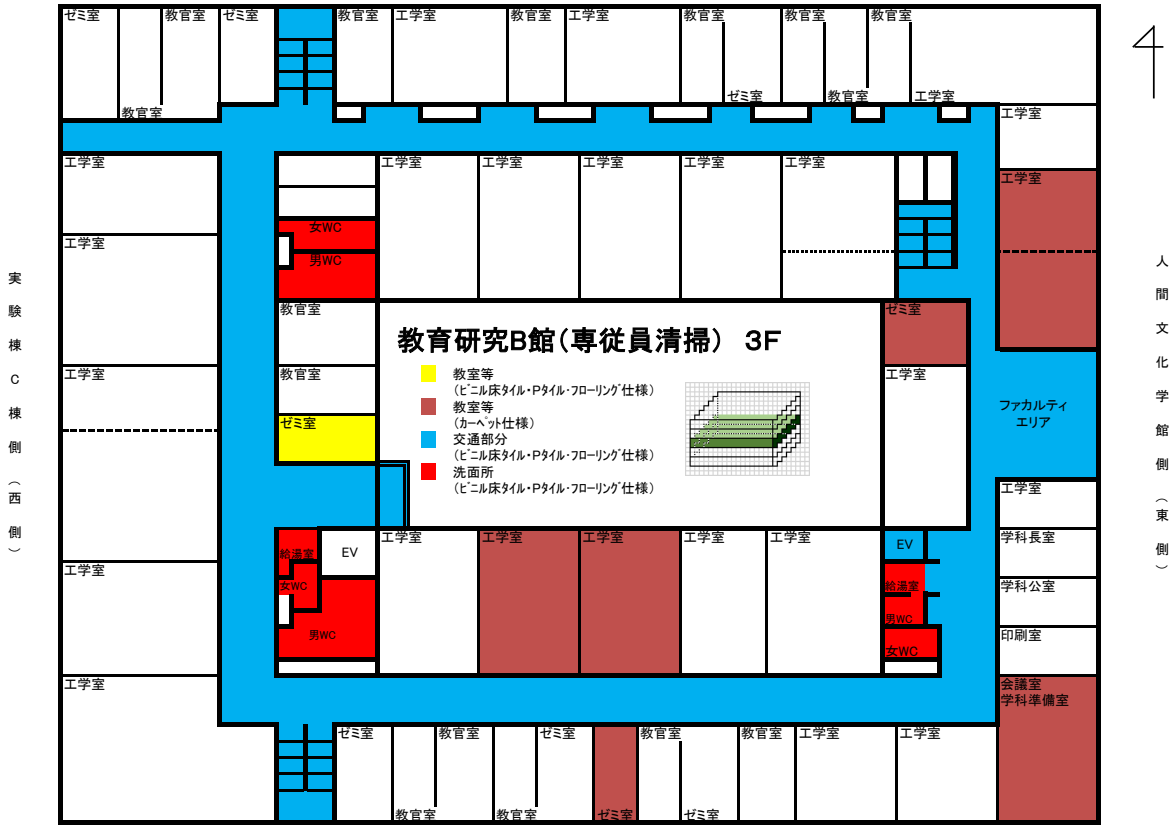 ゼミ室 教官室 ゼミ室 教官室 工学室 教官室 工学室 教官室 教官室 教官室
ゼミ室 教官室 工学室
教官室 工学室
工学室 工学室 工学室 工学室 工学室 工学室
工学室
女WC
工学室
男WC
教官室 ゼミ室
教育研究B館(専従員清掃) 3F
教室等
(ビニル床タイル・Pタイル・フローリング仕様)
教室等
(カーペット仕様)
交通部分
(ビニル床タイル・Pタイル・フローリング仕様)
洗面所
(ビニル床タイル・Pタイル・フローリング仕様)
工学室 教官室 工学室
ファカルティ
エリア
ゼミ室
工学室
工学室 工学室 工学室 工学室 工学室 学科長室
EV EV
給湯室
工学室
女WC 給湯室 学科公室
男WC
男WC 印刷室
女WC
工学室 会議室
学科準備室
ゼミ室 教官室 ゼミ室 教官室 教官室 工学室 工学室
教官室 教官室 ゼミ室 ゼミ室
実験棟C棟側(西側)
人間文化学館側(東側)